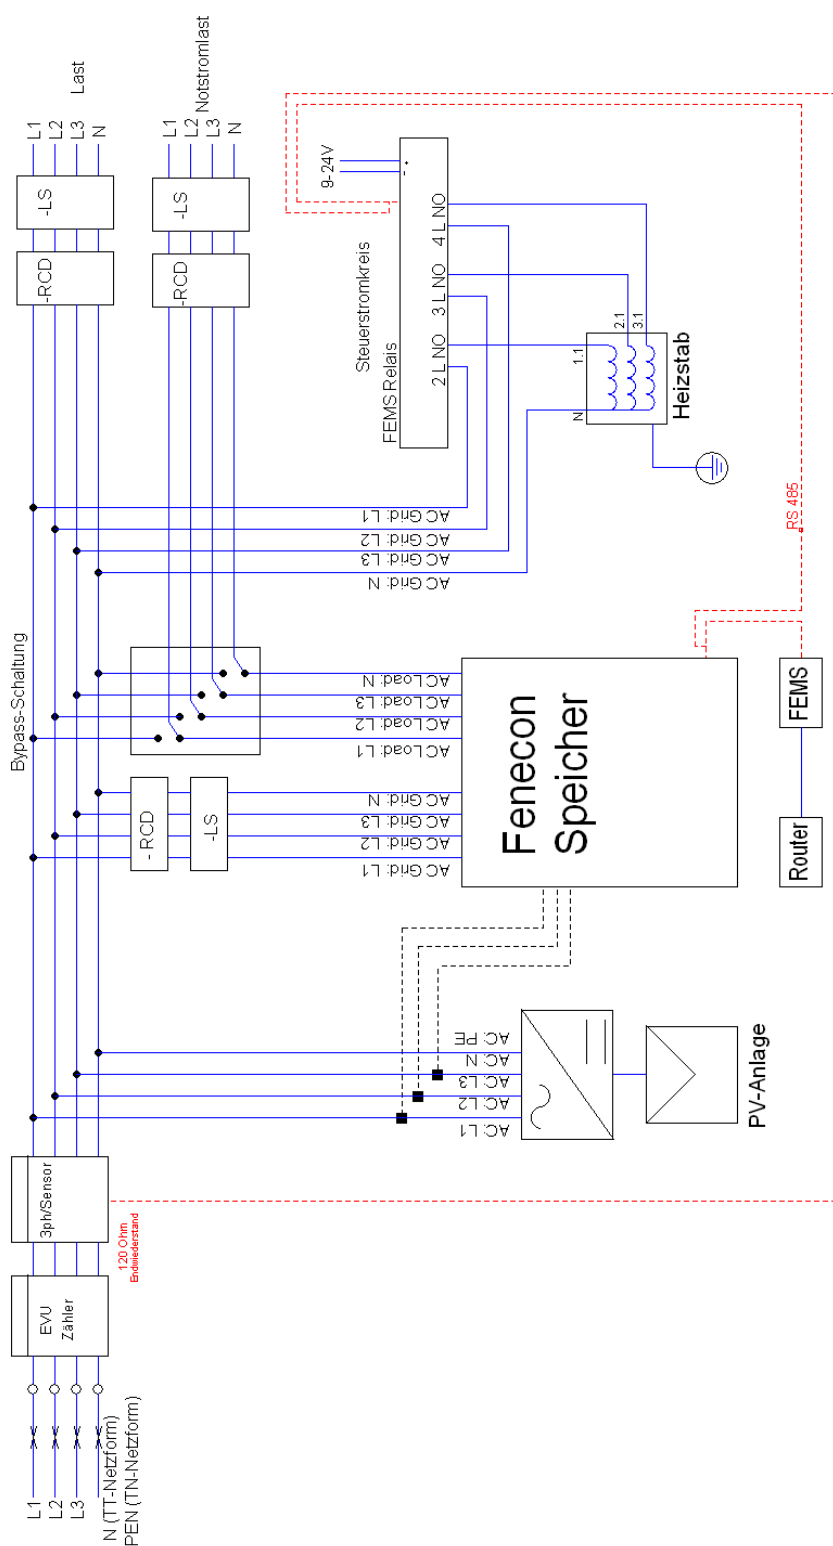 L1
L2
L3
N (TT-Netzform)
PEN (TN-Netzform)
EVU
Zähler
3ph/Sensor
120 Ohm
Endwiederstand
Bypass-Schaltung
-RCD
-LS
L1
L2
L3
N
Last
-RCD
-LS
L1
L2
L3
N
Notstromlast
- RCD
-LS
AC Grid: L1
AC Grid: L2
AC Grid: L3
AC Grid: N
AC Load: L1
AC Load: L2
AC Load: L3
AC Load: N
AC Grid: L1
AC Grid: L2
AC Grid: L3
AC Grid: N
AC: L1
AC: L2
AC: L3
AC: N
AC: PE
PV-Anlage
Fenecon
Speicher
Steuerstromkreis
FEMS Relais
9-24V
- +
2 L NO
3 L NO
4 L NO
N
1.1
2.1
3.1
Heizstab
RS 485
Router
FEMS